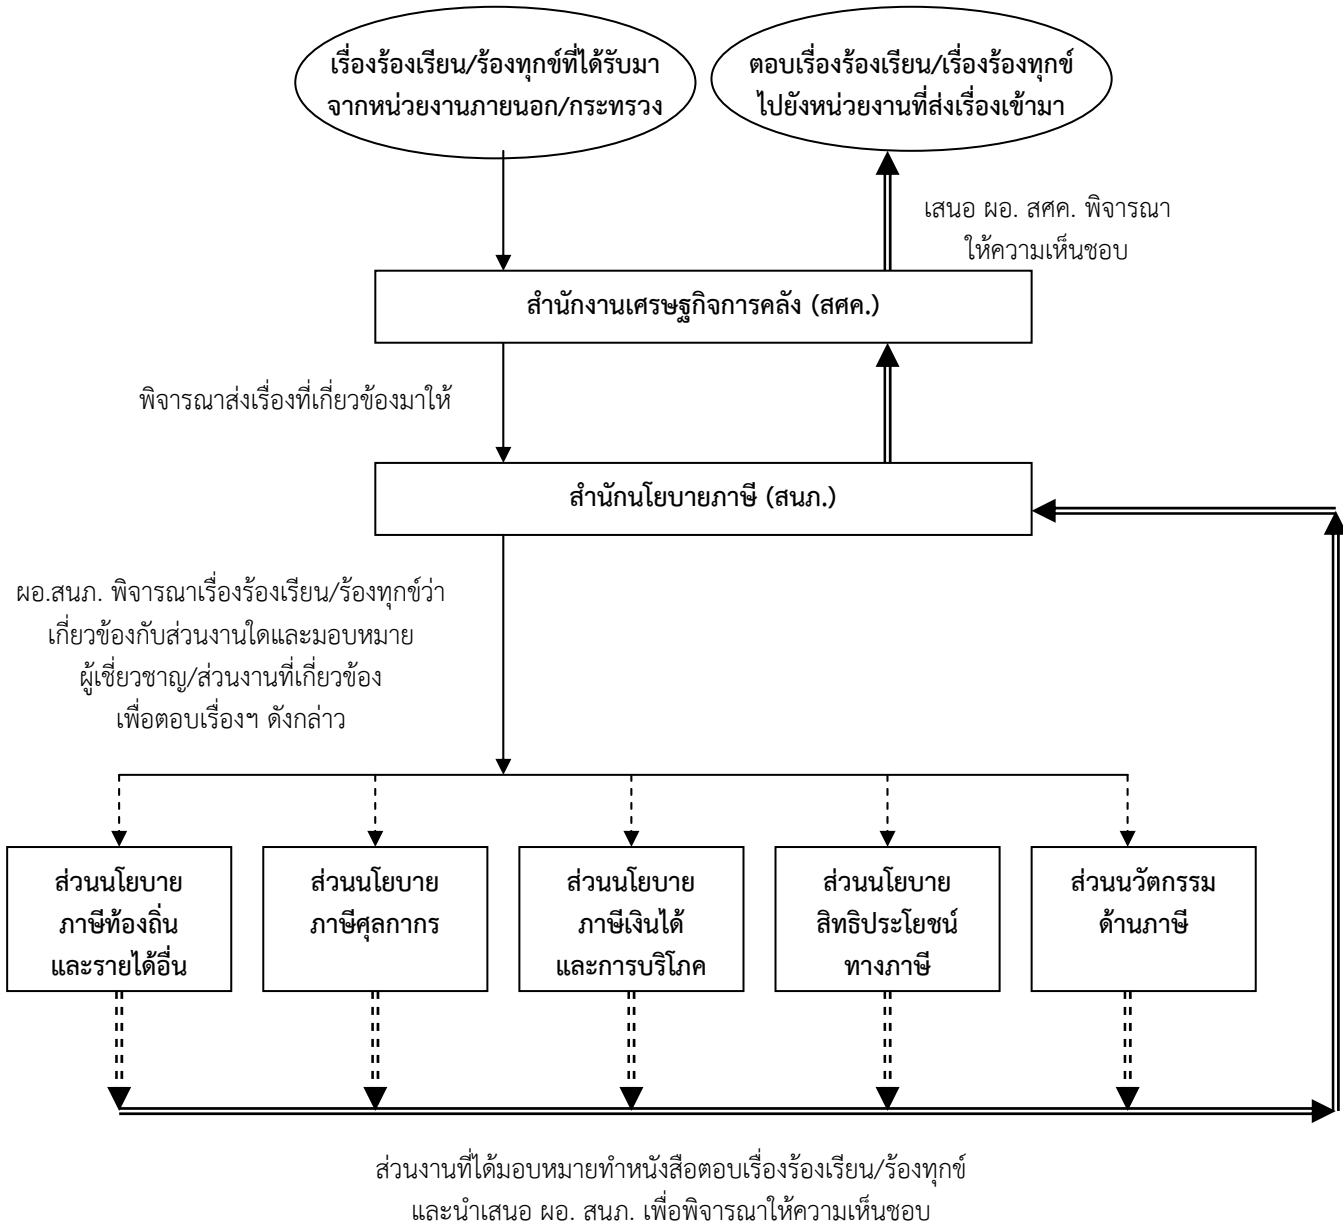 เรื่องร้องเรียน/ร้องทุกข์ที่ได้รับมา
จากหน่วยงานภายนอก/กระทรวง
ตอบเรื่องร้องเรียน/เรื่องร้องทุกข์
ไปยังหน่วยงานที่ส่งเรื่องเข้ามา
เสนอ ผอ. สศค. พิจารณา
ให้ความเห็นชอบ
สำนักงานเศรษฐกิจการคลัง (สศค.)
พิจารณาส่งเรื่องที่เกี่ยวข้องมาให้
สำนักนโยบายภาษี (สนภ.)
ผอ.สนภ. พิจารณาเรื่องร้องเรียน/ร้องทุกข์ว่า
เกี่ยวข้องกับส่วนงานใดและมอบหมาย
ผู้เชี่ยวชาญ/ส่วนงานที่เกี่ยวข้อง
เพื่อตอบเรื่องฯ ดังกล่าว
ส่วนนโยบาย
ภาษีท้องถิ่น
และรายได้อื่น
ส่วนนโยบาย
ภาษีศุลกากร
ส่วนนโยบาย
ภาษีเงินได้
และการบริโภค
ส่วนนโยบาย
สิทธิประโยชน์
ทางภาษี
ส่วนนวัตกรรม
ด้านภาษี
ส่วนงานที่ได้มอบหมายทำหนังสือตอบเรื่องร้องเรียน/ร้องทุกข์
และนำเสนอ ผอ. สนภ. เพื่อพิจารณาให้ความเห็นชอบ